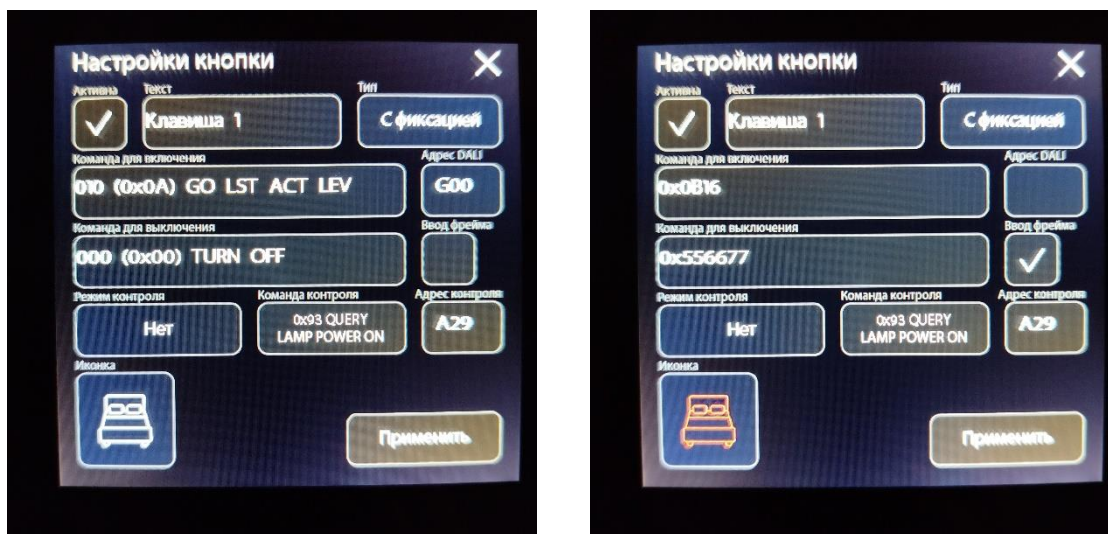 Настройки кнопки
Активна Текст Тип
Клавиша 1 С фиксацией
Команда для включения Адрес DALI
010 (0x0A) GO LST ACT LEV G00
Команда для выключения Ввод фрейма
000 (0x00) TURN OFF
Режим контроля Команда контроля Адрес контроля
Нет 0x93 QUERY A29
LAMP POWER ON
Иконка
Применить
Настройки кнопки
Активна Текст Тип
Клавиша 1 С фиксацией
Команда для включения Адрес DALI
0x0B16
Команда для выключения Ввод фрейма
0x556677
Режим контроля Команда контроля Адрес контроля
Нет 0x93 QUERY A29
LAMP POWER ON
Иконка
Применить